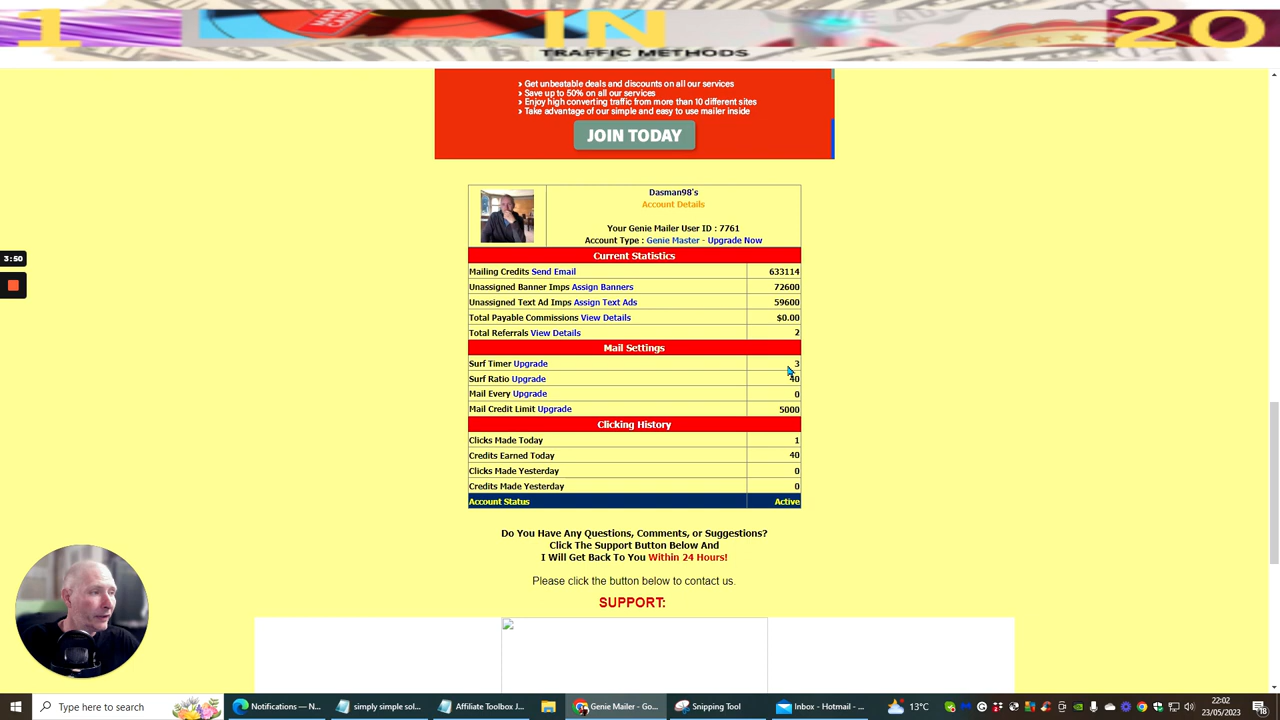 1 IN 20
TRAFFIC METHODS
› Get unbeatable deals and discounts on all our services
› Save up to 50% on all our services
› Enjoy high converting traffic from more than 10 different sites
› Take advantage of our simple and easy to use mailer inside
JOIN TODAY
Dasman98's
Account Details
Your Genie Mailer User ID : 7761
Account Type : Genie Master - Upgrade Now
Current Statistics
Mailing Credits Send Email 633114
Unassigned Banner Imps Assign Banners 72600
Unassigned Text Ad Imps Assign Text Ads 59600
Total Payable Commissions View Details $0.00
Total Referrals View Details 2
Mail Settings
Surf Timer Upgrade 3
Surf Ratio Upgrade 40
Mail Every Upgrade 0
Mail Credit Limit Upgrade 5000
Clicking History
Clicks Made Today 1
Credits Earned Today 40
Clicks Made Yesterday 0
Credits Made Yesterday 0
Account Status Active
3:50
Do You Have Any Questions, Comments, or Suggestions?
Click The Support Button Below And
I Will Get Back To You Within 24 Hours!
Please click the button below to contact us.
SUPPORT:
Type here to search
Notifications — N...
simply simple sol...
Affiliate Toolbox J...
Genie Mailer - Go...
Snipping Tool
Inbox - Hotmail - ...
13°C
22:02
23/05/2023
18